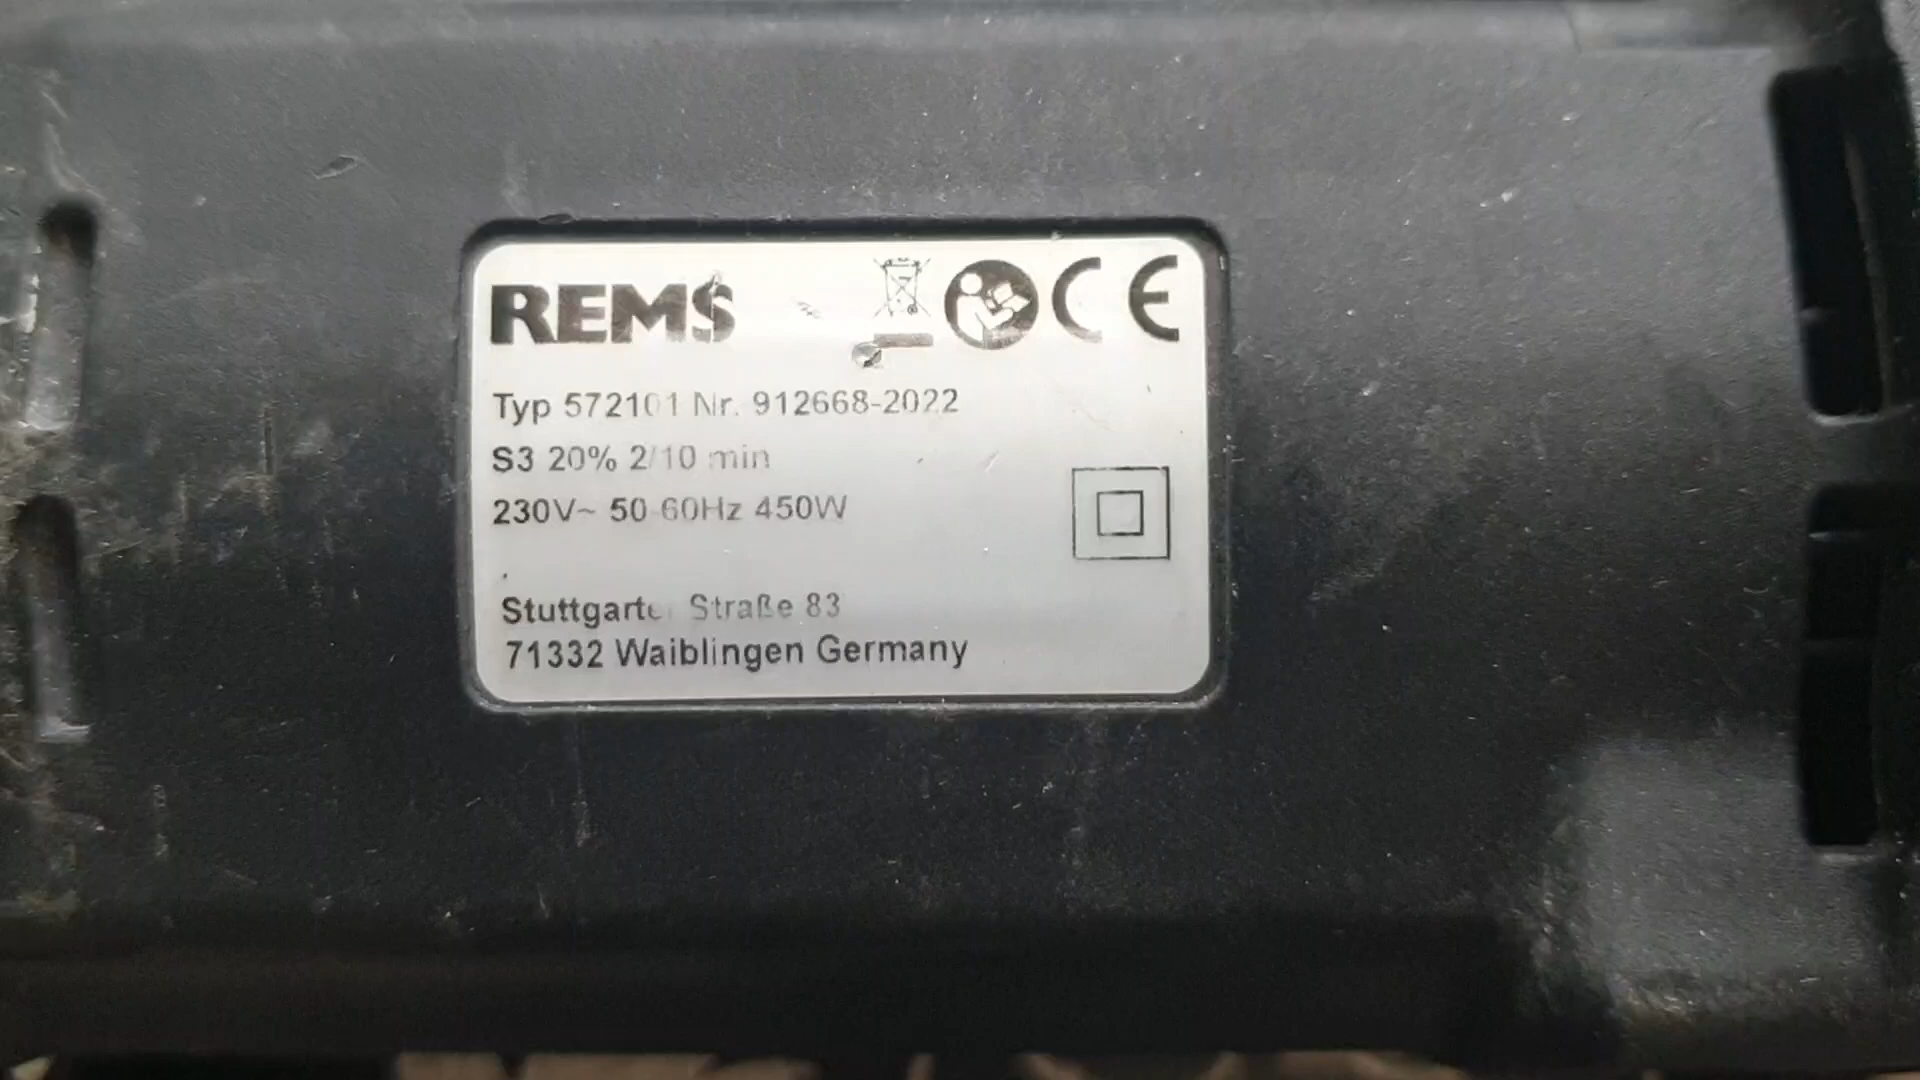 REMS CE
Typ 572101 Nr. 912668-2022
S3 20% 2/10 min
230V~ 50-60Hz 450W
Stuttgarter Straße 83
71332 Waiblingen Germany